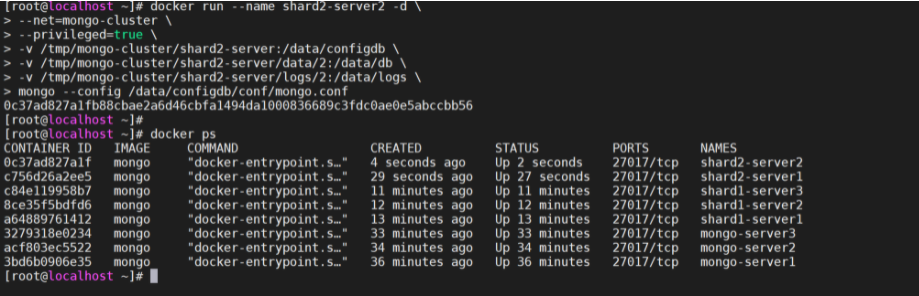 [root@localhost ~]# docker run --name shard2-server2 -d \
> --net=mongo-cluster \
> --privileged=true \
> -v /tmp/mongo-cluster/shard2-server:/data/configdb \
> -v /tmp/mongo-cluster/shard2-server/data/2:/data/db \
> -v /tmp/mongo-cluster/shard2-server/logs/2:/data/logs \
> mongo --config /data/configdb/conf/mongo.conf
0c37ad827a1fb88cbae2a6d46cbfa1494da1000836689c3fdc0ae0e5abccbb56
[root@localhost ~]#
[root@localhost ~]# docker ps
CONTAINER ID IMAGE COMMAND CREATED STATUS PORTS NAMES
0c37ad827a1f mongo "docker-entrypoint.s…" 4 seconds ago Up 2 seconds 27017/tcp shard2-server2
c756d26a2ee5 mongo "docker-entrypoint.s…" 29 seconds ago Up 27 seconds 27017/tcp shard2-server1
c84e119958b7 mongo "docker-entrypoint.s…" 11 minutes ago Up 11 minutes 27017/tcp shard1-server3
8ce35f5bdfd6 mongo "docker-entrypoint.s…" 12 minutes ago Up 12 minutes 27017/tcp shard1-server2
a64889761412 mongo "docker-entrypoint.s…" 13 minutes ago Up 13 minutes 27017/tcp shard1-server1
3279318e0234 mongo "docker-entrypoint.s…" 33 minutes ago Up 33 minutes 27017/tcp mongo-server3
acf803ec5522 mongo "docker-entrypoint.s…" 34 minutes ago Up 34 minutes 27017/tcp mongo-server2
3bd6b0906e35 mongo "docker-entrypoint.s…" 36 minutes ago Up 36 minutes 27017/tcp mongo-server1
[root@localhost ~]#